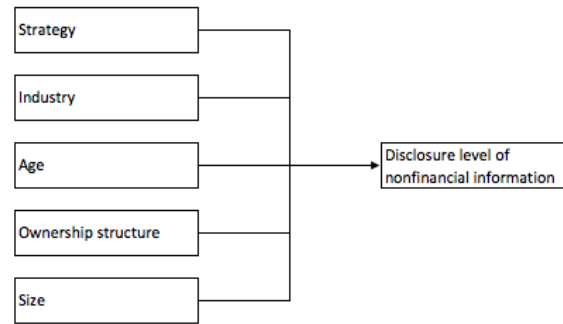 Strategy
Industry
Age
Disclosure level of
nonfinancial information
Ownership structure
Size